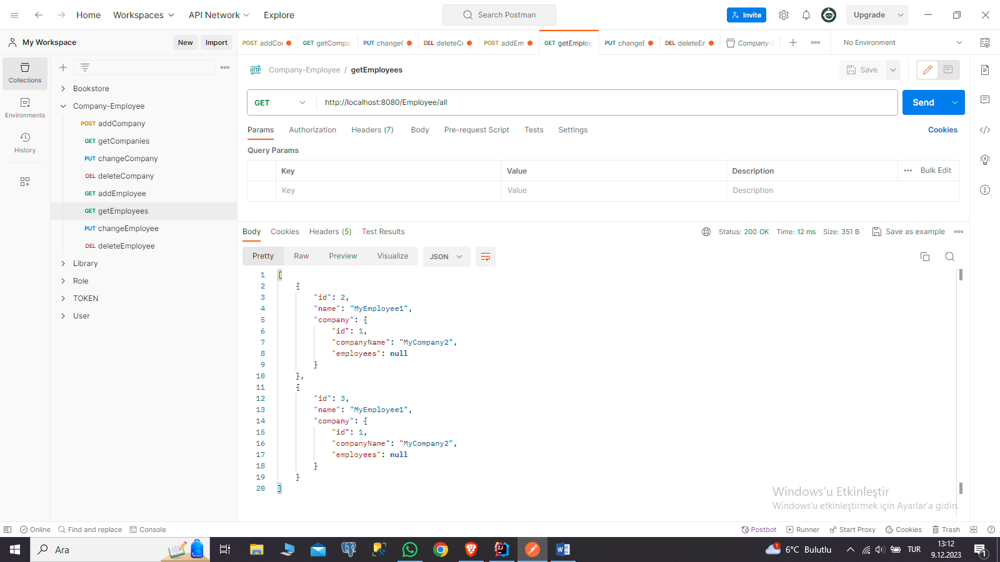 Home Workspaces API Network Explore Search Postman Invite Upgrade
My Workspace New Import
POST addCo GET getCompa PUT change DEL deleteC POST addEm GET getEmploy PUT change DEL deleteEr Company- No Environment
Collections
Environments
History
Bookstore
Company-Employee
POST addCompany
GET getCompanies
PUT changeCompany
DEL deleteCompany
GET addEmployee
GET getEmployees
PUT changeEmployee
DEL deleteEmployee
Library
Role
TOKEN
User
HTTP Company-Employee / getEmployees Save
GET http://localhost:8080/Employee/all Send
Params Authorization Headers (7) Body Pre-request Script Tests Settings Cookies
Query Params
Key Value Description Bulk Edit
Key Value Description
Body Cookies Headers (5) Test Results Status: 200 OK Time: 12 ms Size: 351 B Save as example
Pretty Raw Preview Visualize JSON
1 [
2 {
3 "id": 2,
4 "name": "MyEmployee1",
5 "company": {
6 "id": 1,
7 "companyName": "MyCompany2",
8 "employees": null
9 }
10 },
11 {
12 "id": 3,
13 "name": "MyEmployee1",
14 "company": {
15 "id": 1,
16 "companyName": "MyCompany2",
17 "employees": null
18 }
19 }
20 ]
Windows'u Etkinleştir
Windows'u etkinleştirmek için Ayarlar'a gidin.
Online Find and replace Console Postbot Runner Start Proxy Cookies Trash
Ara 1 6°C Bulutlu TUR 13:12 1
9.12.2023